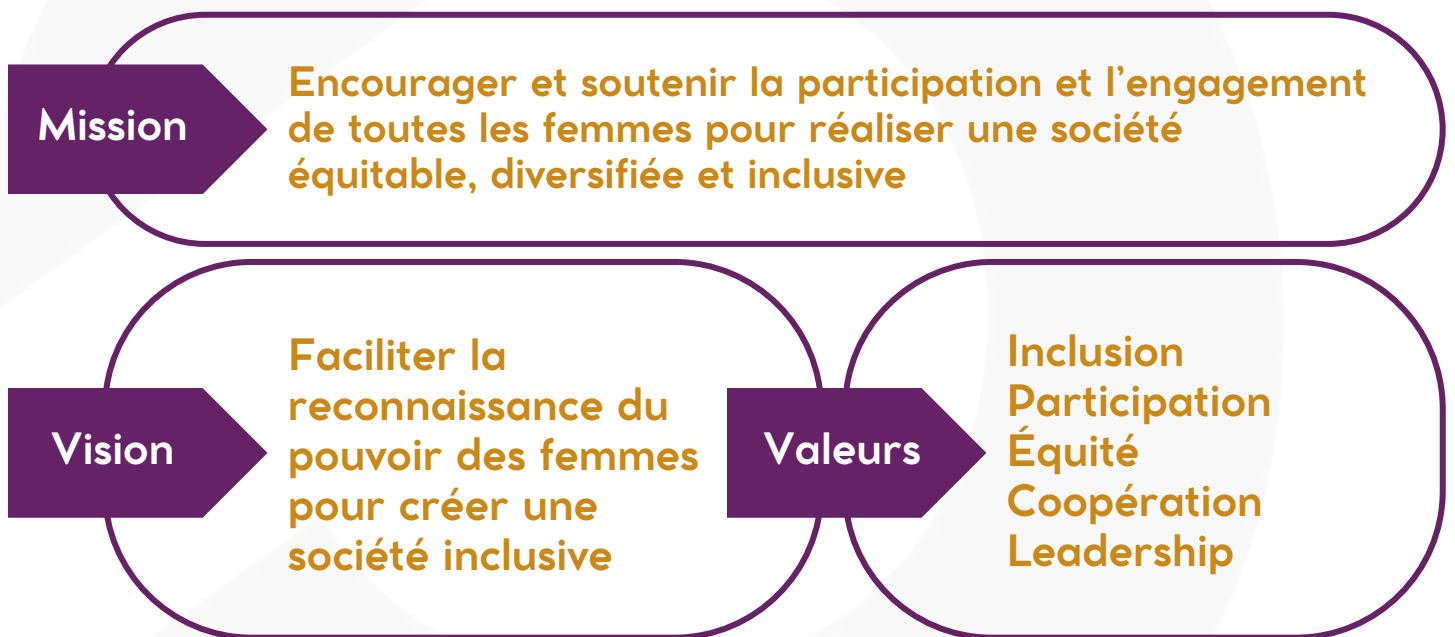 Mission
Encourager et soutenir la participation et l’engagement
de toutes les femmes pour réaliser une société
équitable, diversifiée et inclusive
Vision
Faciliter la
reconnaissance du
pouvoir des femmes
pour créer une
société inclusive
Valeurs
Inclusion
Participation
Équité
Coopération
Leadership